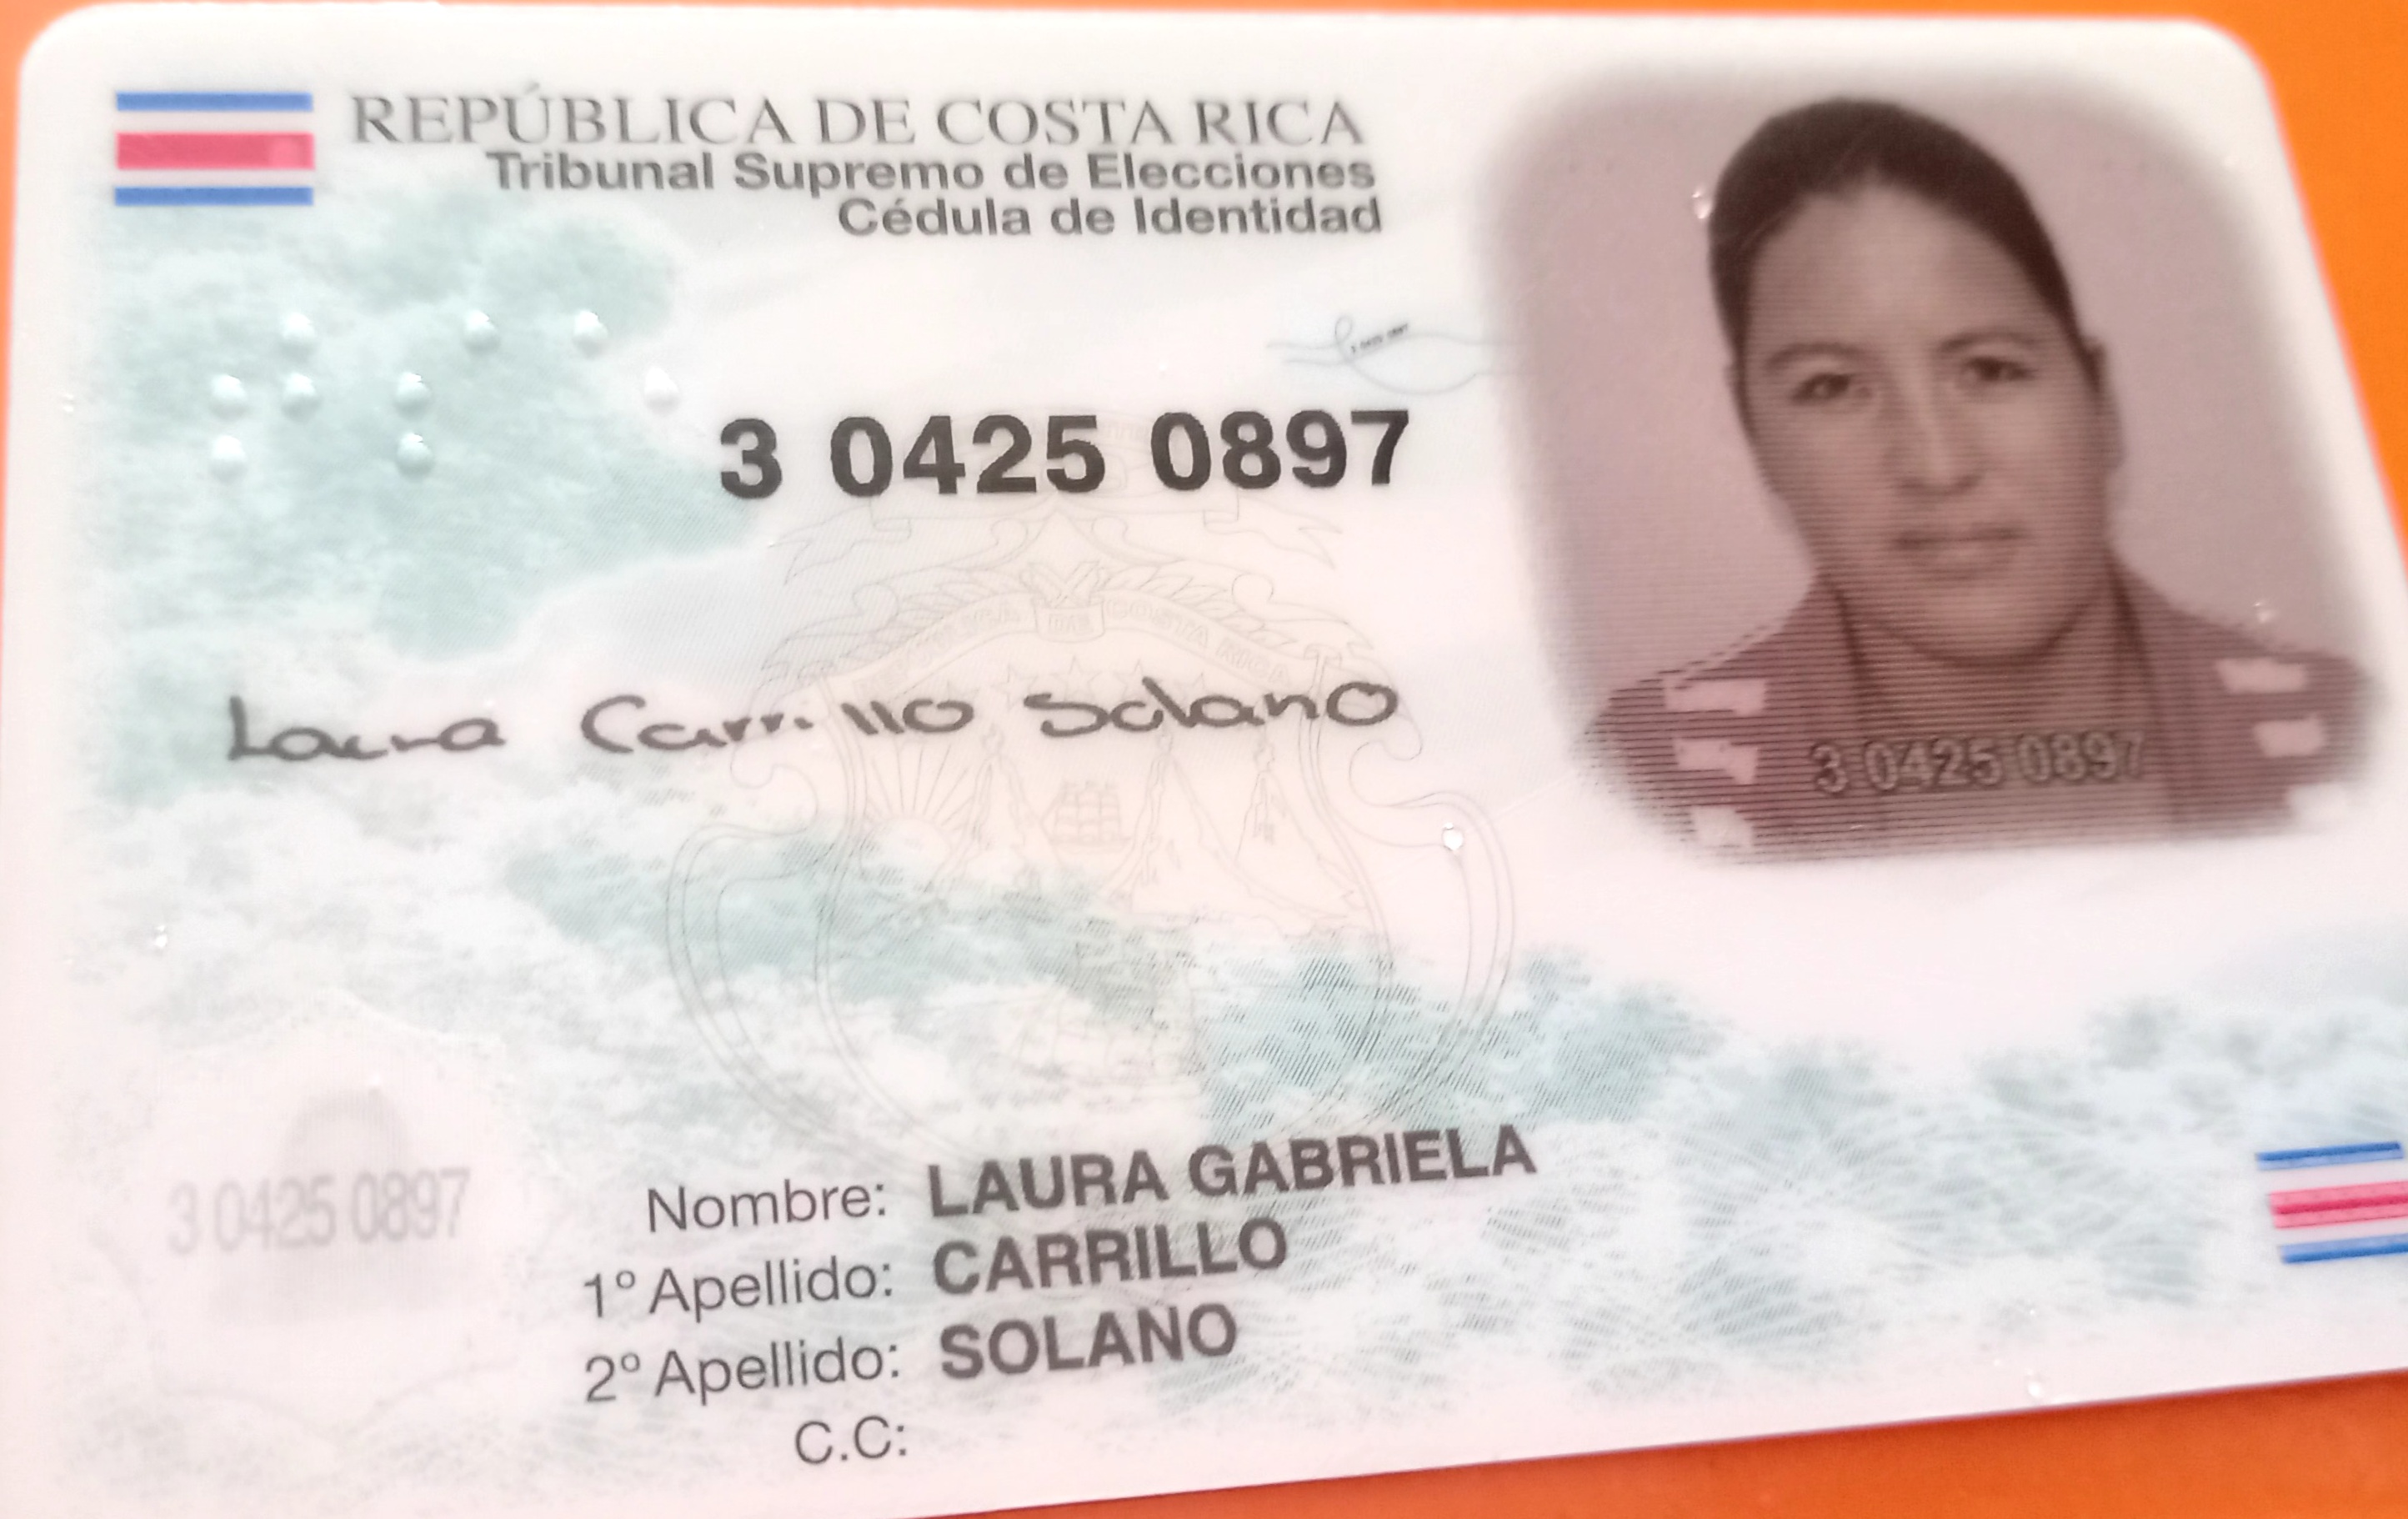 REPÚBLICA DE COSTA RICA
Tribunal Supremo de Elecciones
Cédula de Identidad
3 0425 0897
Laura Carrillo Solano
3 0425 0897
3 0425 0897
Nombre: LAURA GABRIELA
1º Apellido: CARRILLO
2º Apellido: SOLANO
C.C: